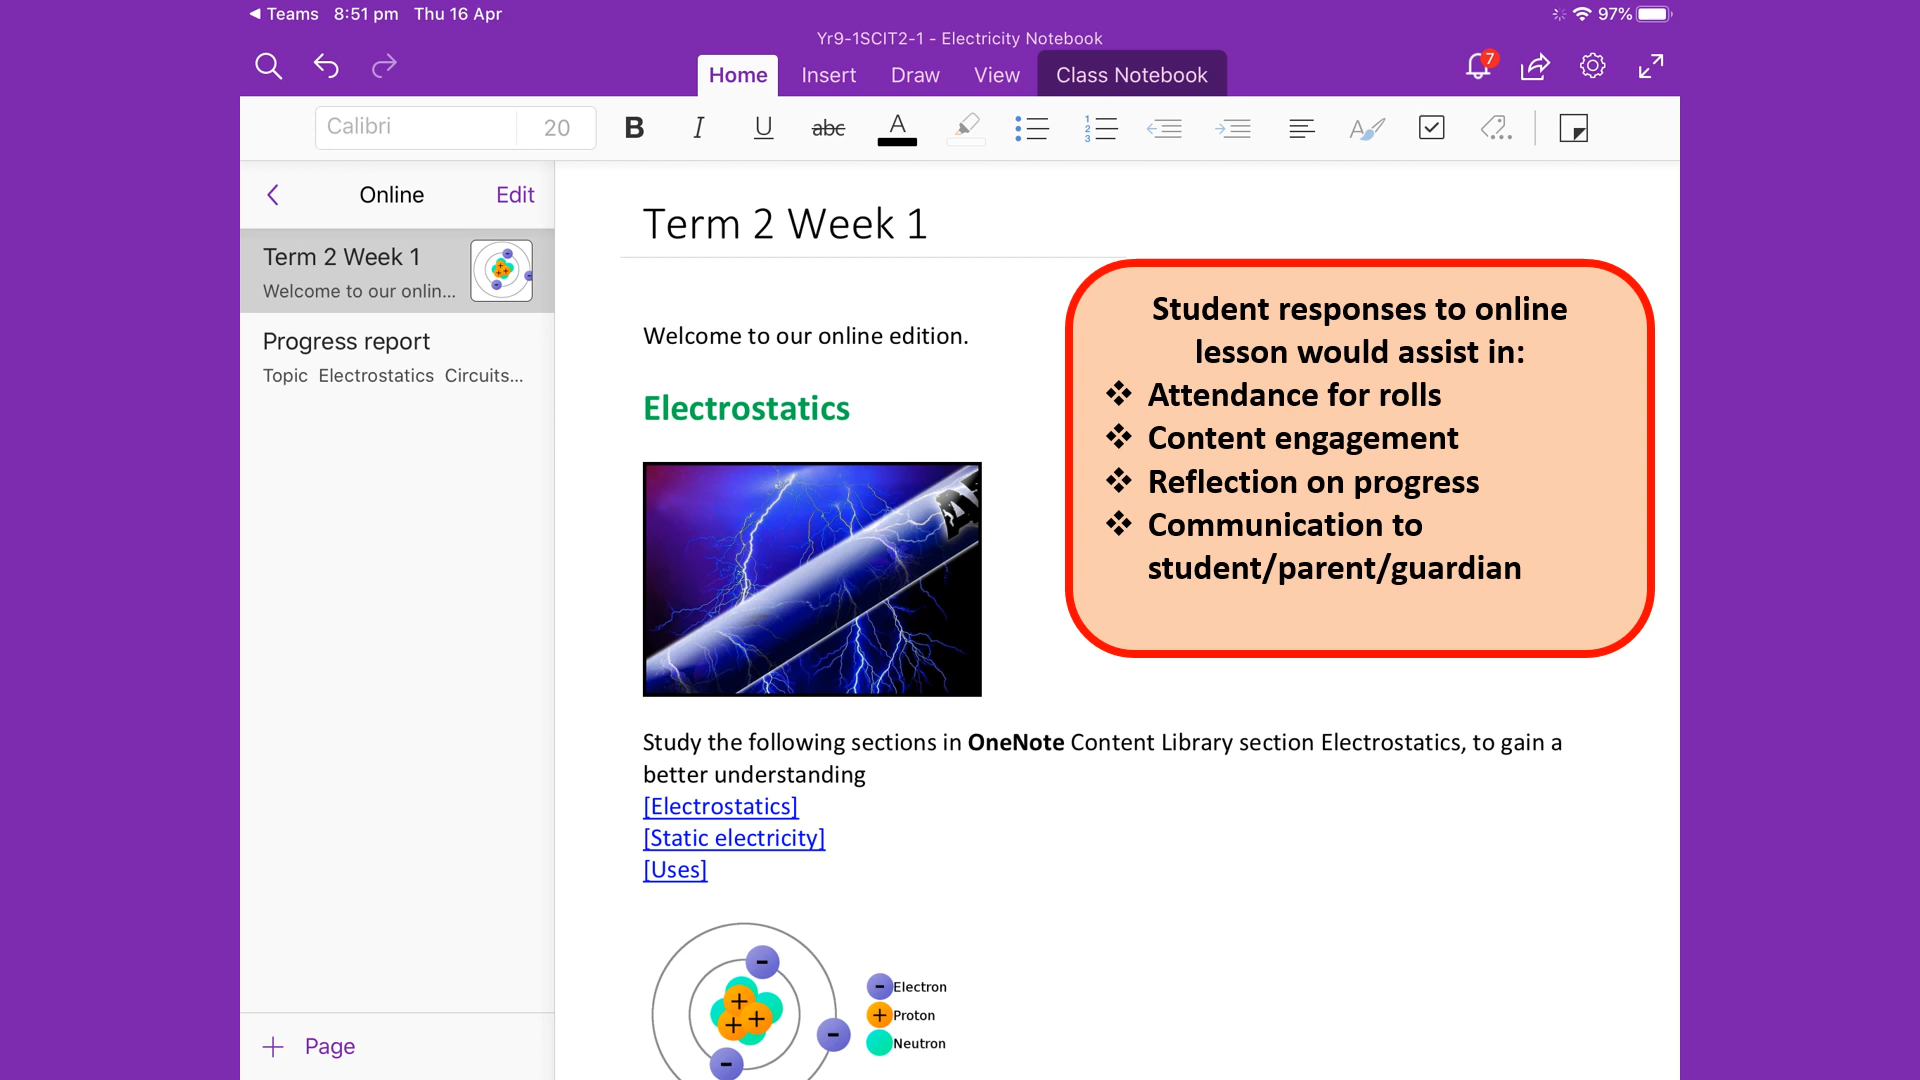 Teams 8:51 pm Thu 16 Apr
97%
Yr9-1SCIT2-1 - Electricity Notebook
Home Insert Draw View Class Notebook
7
Calibri 20
B I U abc A
Online Edit
Term 2 Week 1
Welcome to our onlin...
Progress report
Topic Electrostatics Circuits...
+ Page
Term 2 Week 1
Welcome to our online edition.
Electrostatics
Student responses to online
lesson would assist in:
❖ Attendance for rolls
❖ Content engagement
❖ Reflection on progress
❖ Communication to
student/parent/guardian
Study the following sections in OneNote Content Library section Electrostatics, to gain a
better understanding
[Electrostatics]
[Static electricity]
[Uses]
Electron
Proton
Neutron